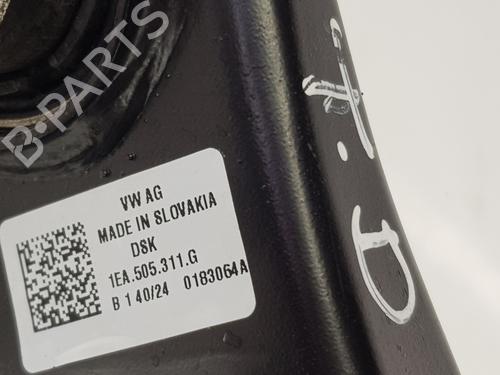 B-PARTS
VW AG
MADE IN SLOVAKIA
DSK
1EA.505.311.G
B 1 40/24 0183064A